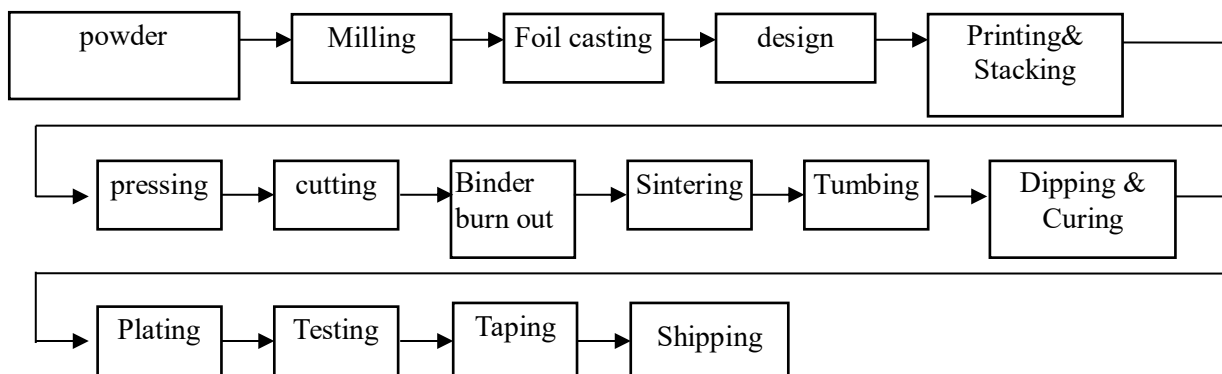 powder
Milling
Foil casting
design
Printing&
Stacking
pressing
cutting
Binder
burn out
Sintering
Tumbing
Dipping &
Curing
Plating
Testing
Taping
Shipping